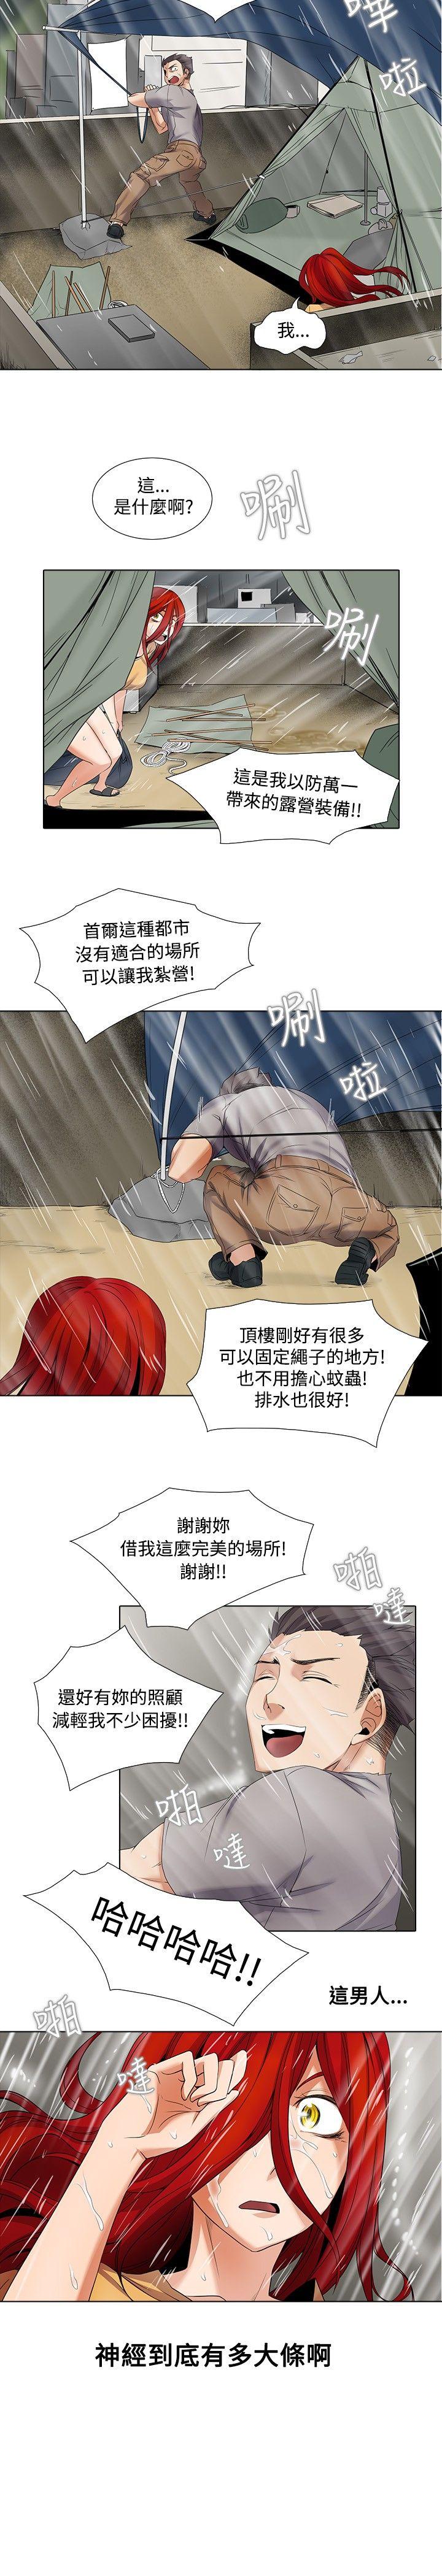 嘩
啦
我...
這...
是什麼啊?
唰
唰
這是我以防萬一
帶來的露營裝備!!
首爾這種都市
沒有適合的場所
可以讓我紮營!
唰
啦
頂樓剛好有很多
可以固定繩子的地方!
也不用擔心蚊蟲!
排水也很好!
謝謝妳
借我這麼完美的場所!
謝謝!!
啪
噠
還好有妳的照顧
減輕我不少困擾!!
啪
噠
哈哈哈哈!!
這男人...
啪
噠
神經到底有多大條啊